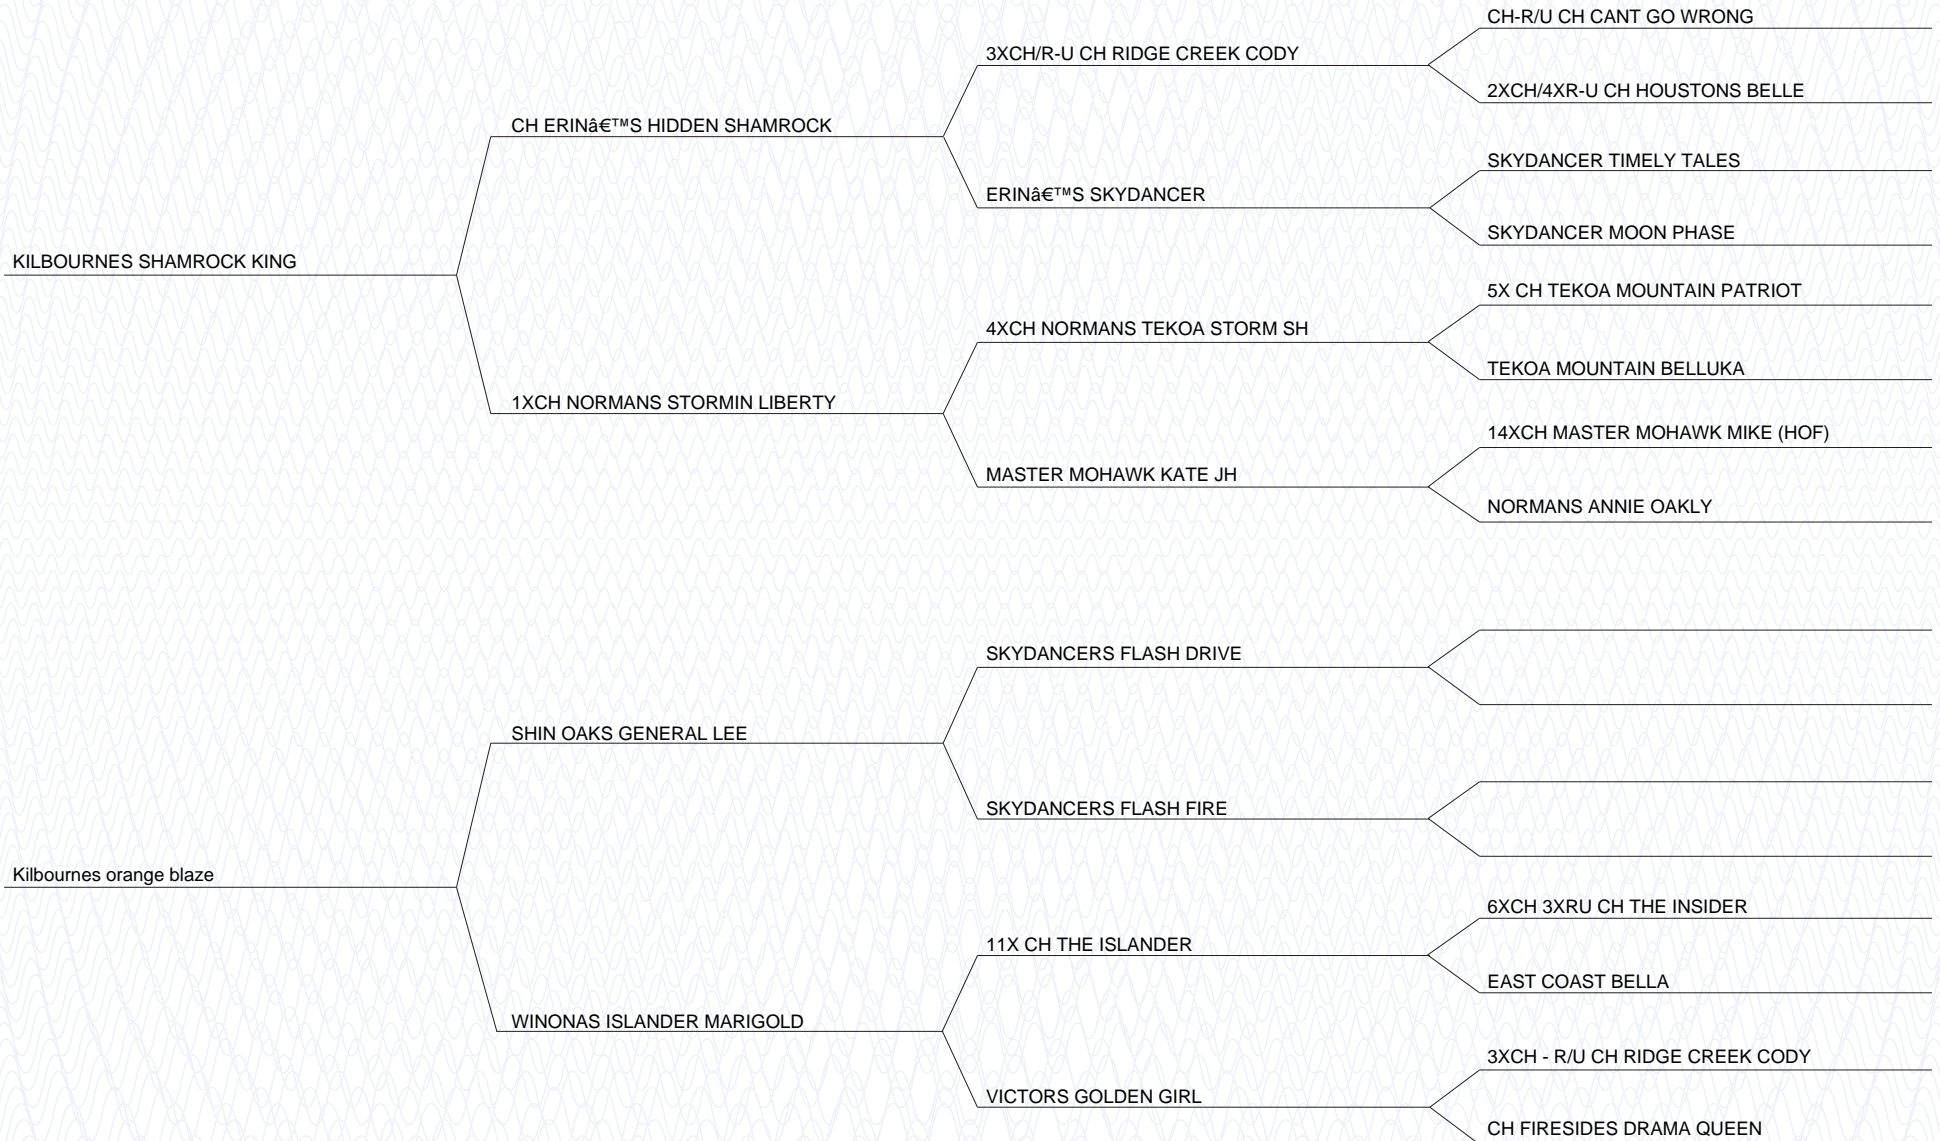 CH-R/U CH CANT GO WRONG
3XCH/R-U CH RIDGE CREEK CODY
2XCH/4XR-U CH HOUSTONS BELLE
CH ERINâ€™S HIDDEN SHAMROCK
SKYDANCER TIMELY TALES
ERINâ€™S SKYDANCER
SKYDANCER MOON PHASE
KILBOURNES SHAMROCK KING
5X CH TEKOA MOUNTAIN PATRIOT
4XCH NORMANS TEKOA STORM SH
TEKOA MOUNTAIN BELLUKA
1XCH NORMANS STORMIN LIBERTY
14XCH MASTER MOHAWK MIKE (HOF)
MASTER MOHAWK KATE JH
NORMANS ANNIE OAKLY
SKYDANCERS FLASH DRIVE
SHIN OAKS GENERAL LEE
SKYDANCERS FLASH FIRE
Kilbournes orange blaze
6XCH 3XRU CH THE INSIDER
11X CH THE ISLANDER
EAST COAST BELLA
WINONAS ISLANDER MARIGOLD
3XCH - R/U CH RIDGE CREEK CODY
VICTORS GOLDEN GIRL
CH FIRESIDES DRAMA QUEEN